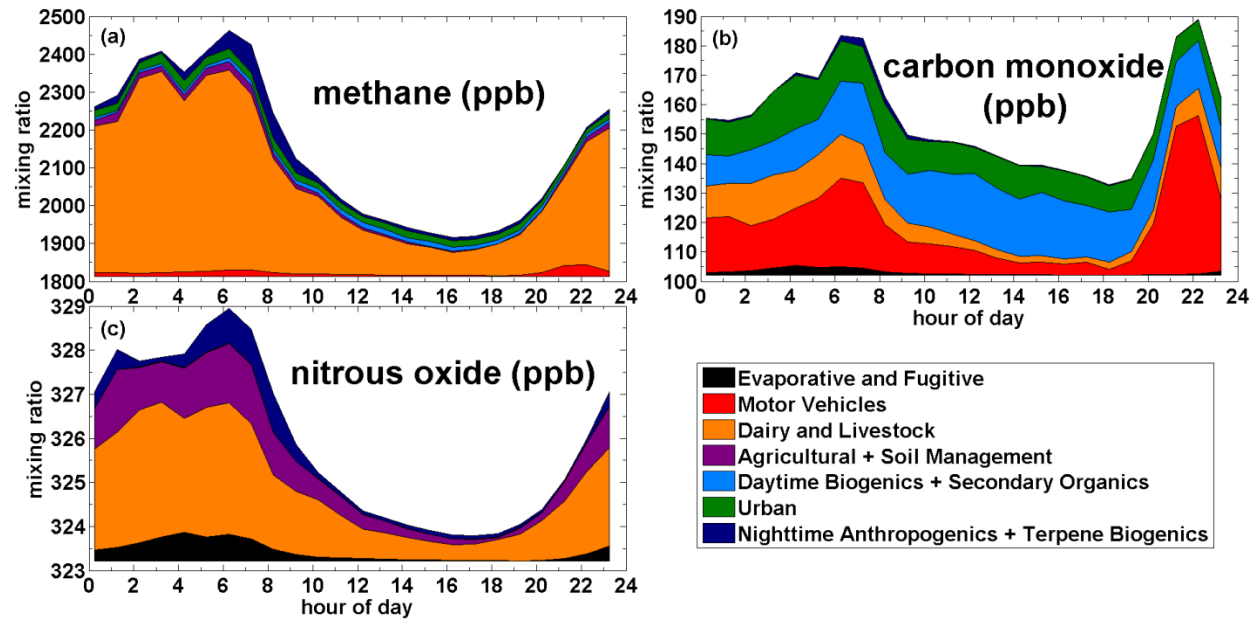 (a)
methane (ppb)
mixing ratio
2500
2400
2300
2200
2100
2000
1900
1800
0 2 4 6 8 10 12 14 16 18 20 22 24
hour of day
(b)
carbon monoxide
(ppb)
mixing ratio
190
180
170
160
150
140
130
120
110
100
0 2 4 6 8 10 12 14 16 18 20 22 24
hour of day
(c)
nitrous oxide (ppb)
mixing ratio
329
328
327
326
325
324
323
0 2 4 6 8 10 12 14 16 18 20 22 24
hour of day
Evaporative and Fugitive
Motor Vehicles
Dairy and Livestock
Agricultural + Soil Management
Daytime Biogenics + Secondary Organics
Urban
Nighttime Anthropogenics + Terpene Biogenics